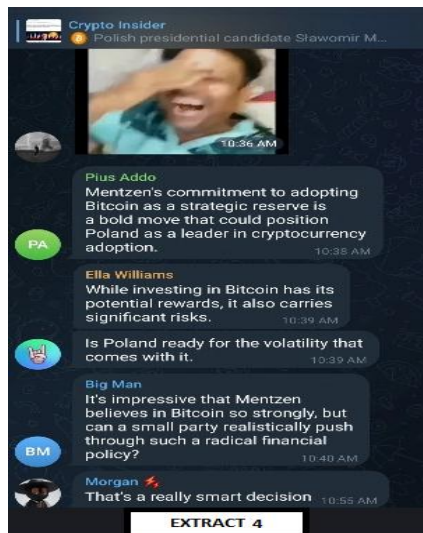 Crypto Insider
Polish presidential candidate Sławomir M...
10:36 AM
Pius Addo
Mentzen's commitment to adopting
Bitcoin as a strategic reserve is
a bold move that could position
Poland as a leader in cryptocurrency
adoption.
10:38 AM
PA
Ella Williams
While investing in Bitcoin has its
potential rewards, it also carries
significant risks.
10:39 AM
Is Poland ready for the volatility that
comes with it.
10:39 AM
Big Man
It's impressive that Mentzen
believes in Bitcoin so strongly, but
can a small party realistically push
through such a radical financial
policy?
10:40 AM
BM
Morgan
That's a really smart decision 10:55 AM
EXTRACT 4